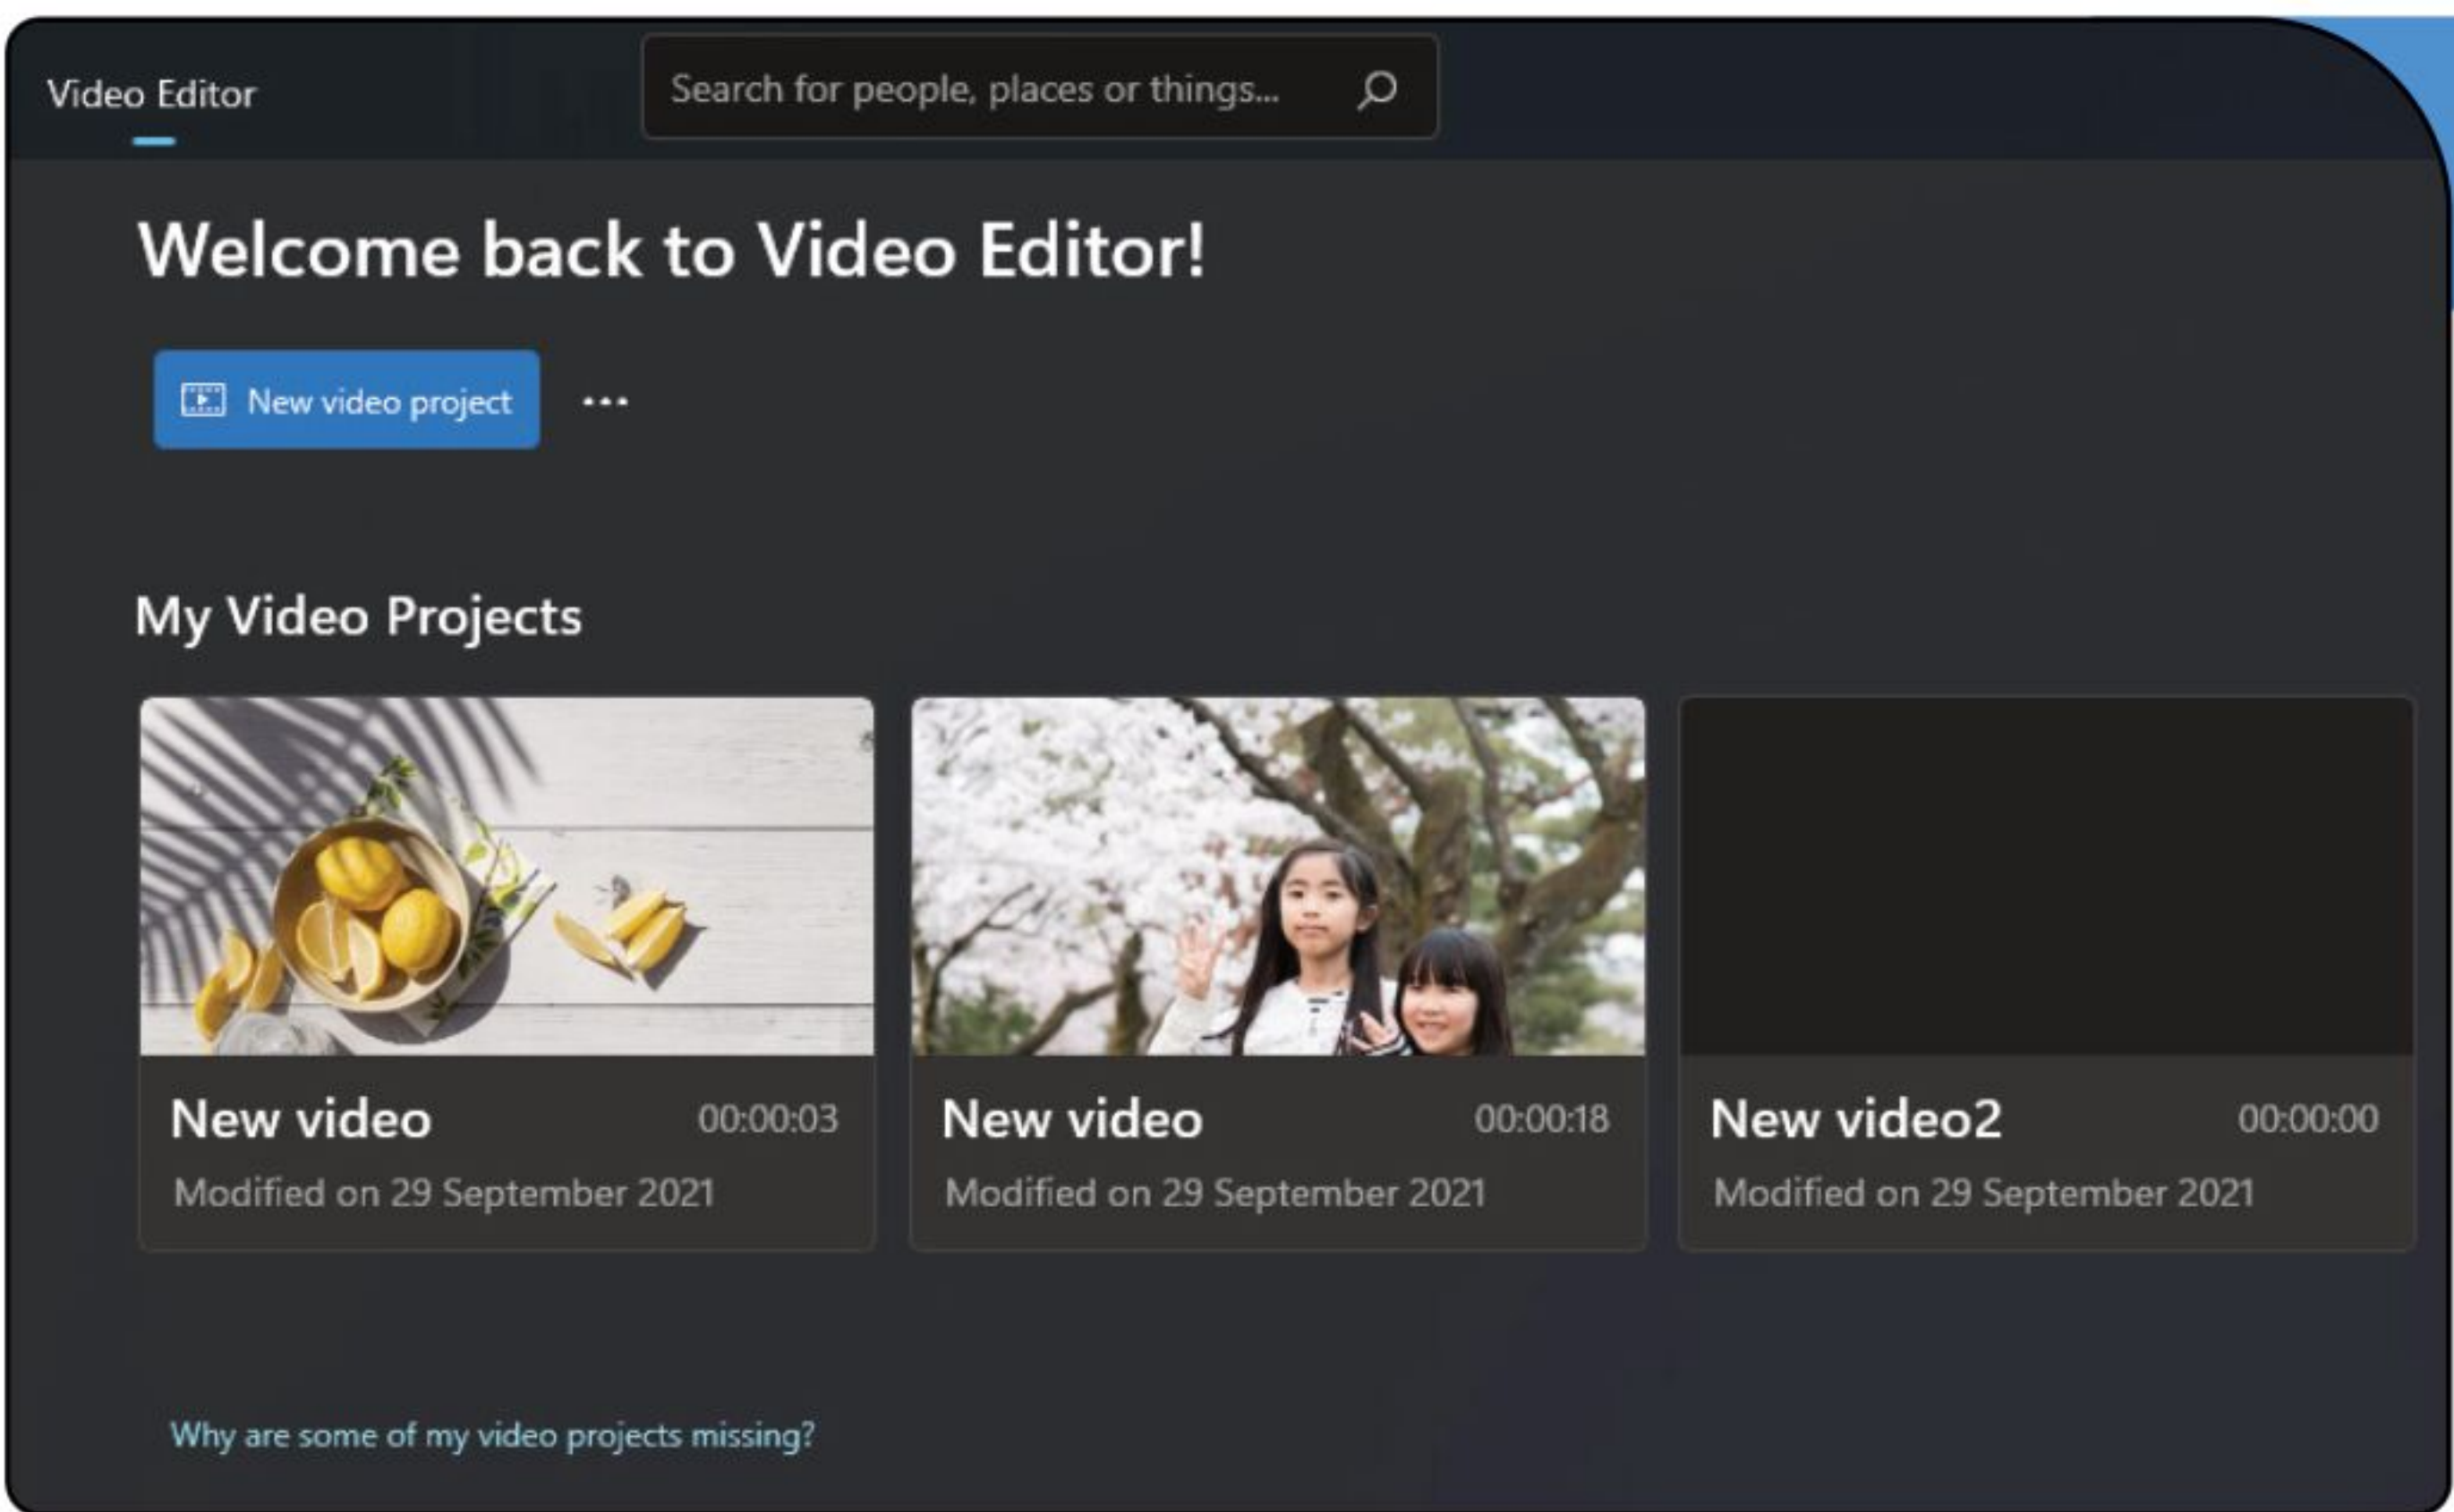 Video Editor
Search for people, places or things...
Welcome back to Video Editor!
New video project
My Video Projects
New video 00:00:03
Modified on 29 September 2021
New video 00:00:18
Modified on 29 September 2021
New video2 00:00:00
Modified on 29 September 2021
Why are some of my video projects missing?